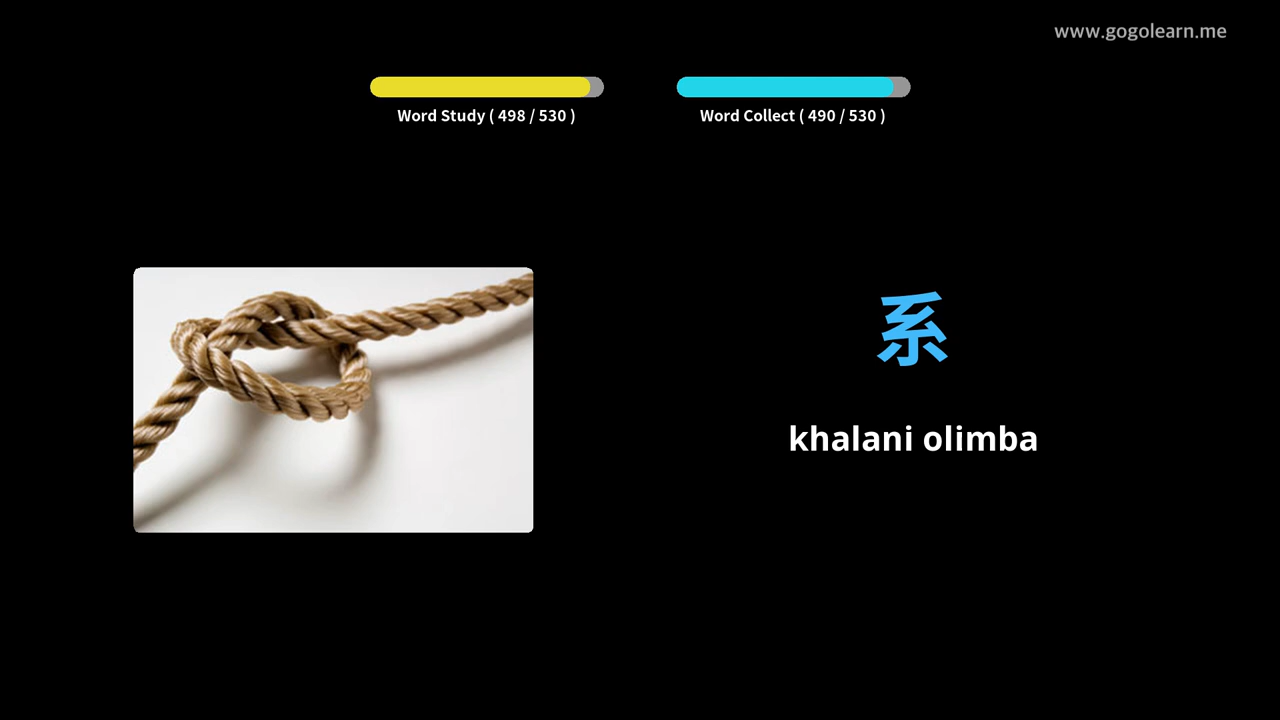 www.gogolearn.me
Word Study ( 498 / 530 )
Word Collect ( 490 / 530 )
系
khalani olimba